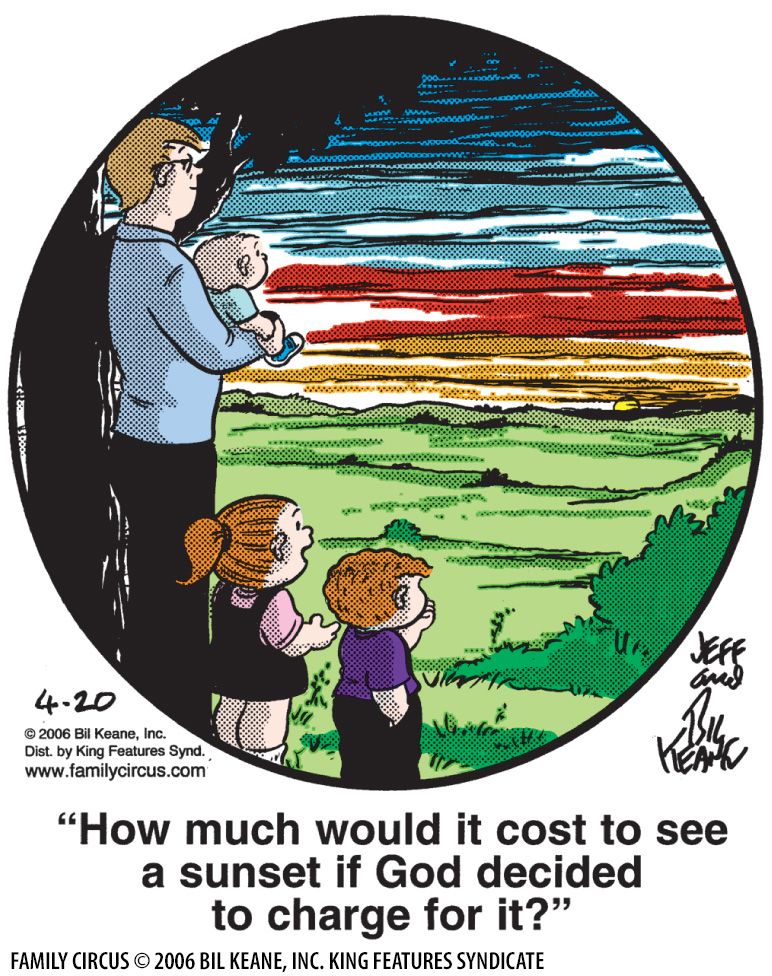 4-20
© 2006 Bil Keane, Inc.
Dist. by King Features Synd.
www.familycircus.com
JEFF
and
BIL
KEANE
“How much would it cost to see
a sunset if God decided
to charge for it?”
FAMILY CIRCUS © 2006 BIL KEANE, INC. KING FEATURES SYNDICATE